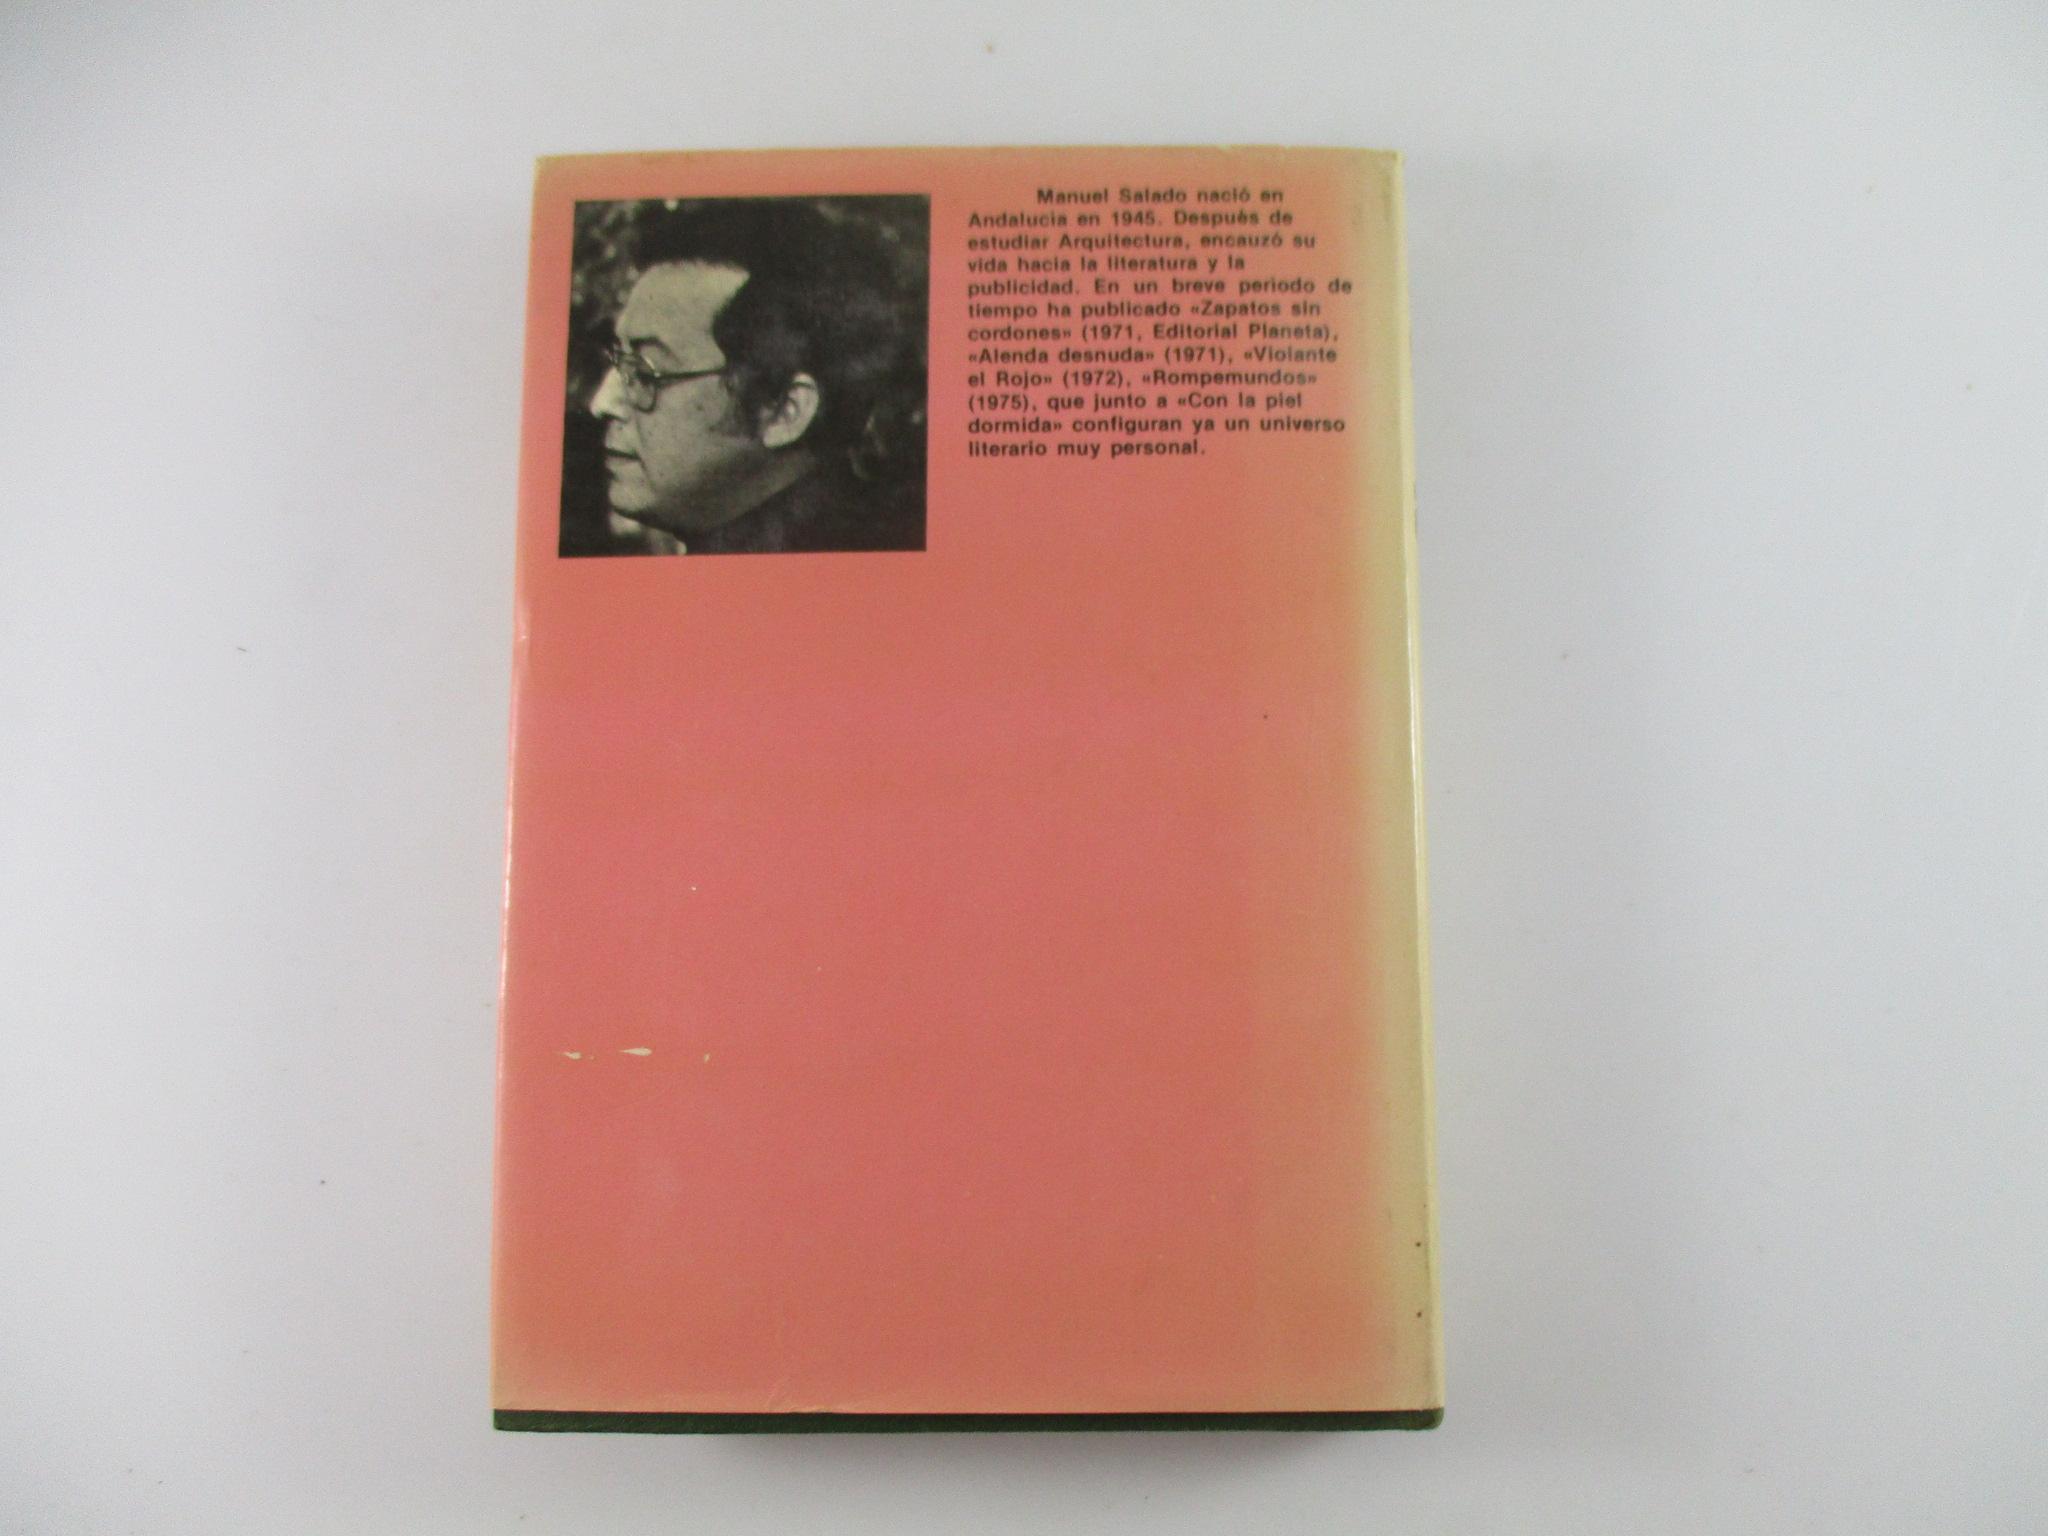 Manuel Salado nació en
Andalucía en 1945. Después de
estudiar Arquitectura, encauzó su
vida hacia la literatura y la
publicidad. En un breve período de
tiempo ha publicado «Zapatos sin
cordones» (1971, Editorial Planeta),
«Alenda desnuda» (1971), «Violante
el Rojo» (1972), «Rompemundos»
(1975), que junto a «Con la piel
dormida» configuran ya un universo
literario muy personal.